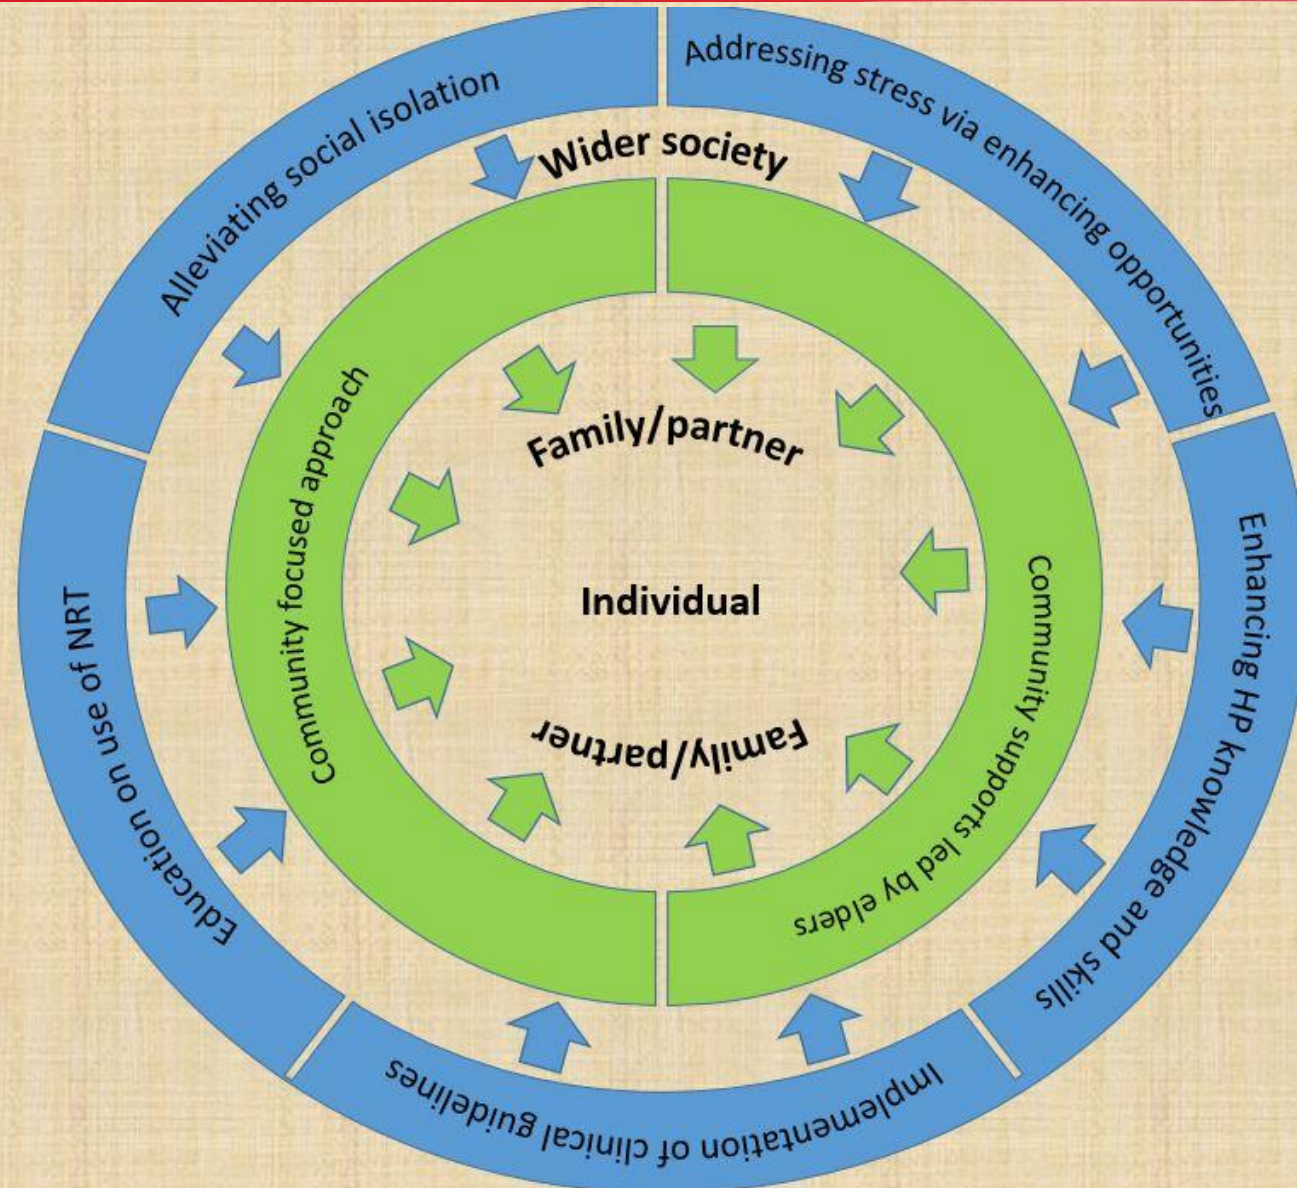 Alleviating social isolation
Addressing stress via enhancing opportunities
Wider society
Enhancing HP knowledge and skills
Implementation of clinical guidelines
Education on use of NRT
Community focused approach
Community supports led by elders
Family/partner
Individual
Family/partner